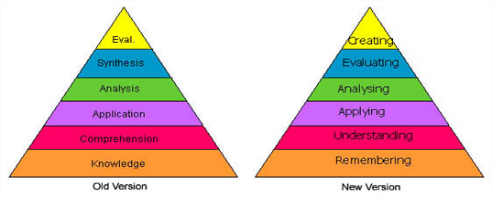 Eval.
Synthesis
Analysis
Application
Comprehension
Knowledge
Old Version
Creating
Evaluating
Analysing
Applying
Understanding
Remembering
New Version